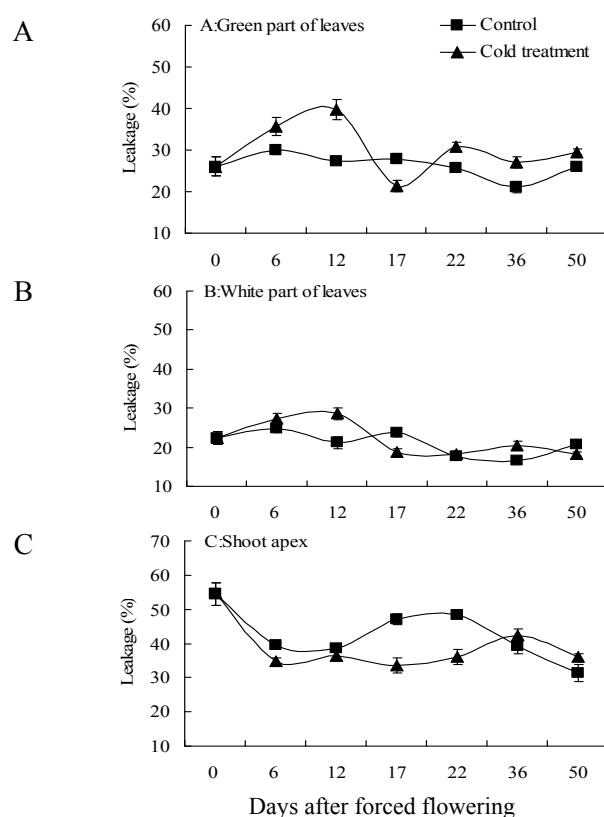 A
A:Green part of leaves
Control
Cold treatment
Leakage (%)
60
50
40
30
20
10
0 6 12 17 22 36 50
B
B:White part of leaves
Leakage (%)
60
50
40
30
20
10
0 6 12 17 22 36 50
C
C:Shoot apex
Leakage (%)
70
60
50
40
30
20
10
0 6 12 17 22 36 50
Days after forced flowering